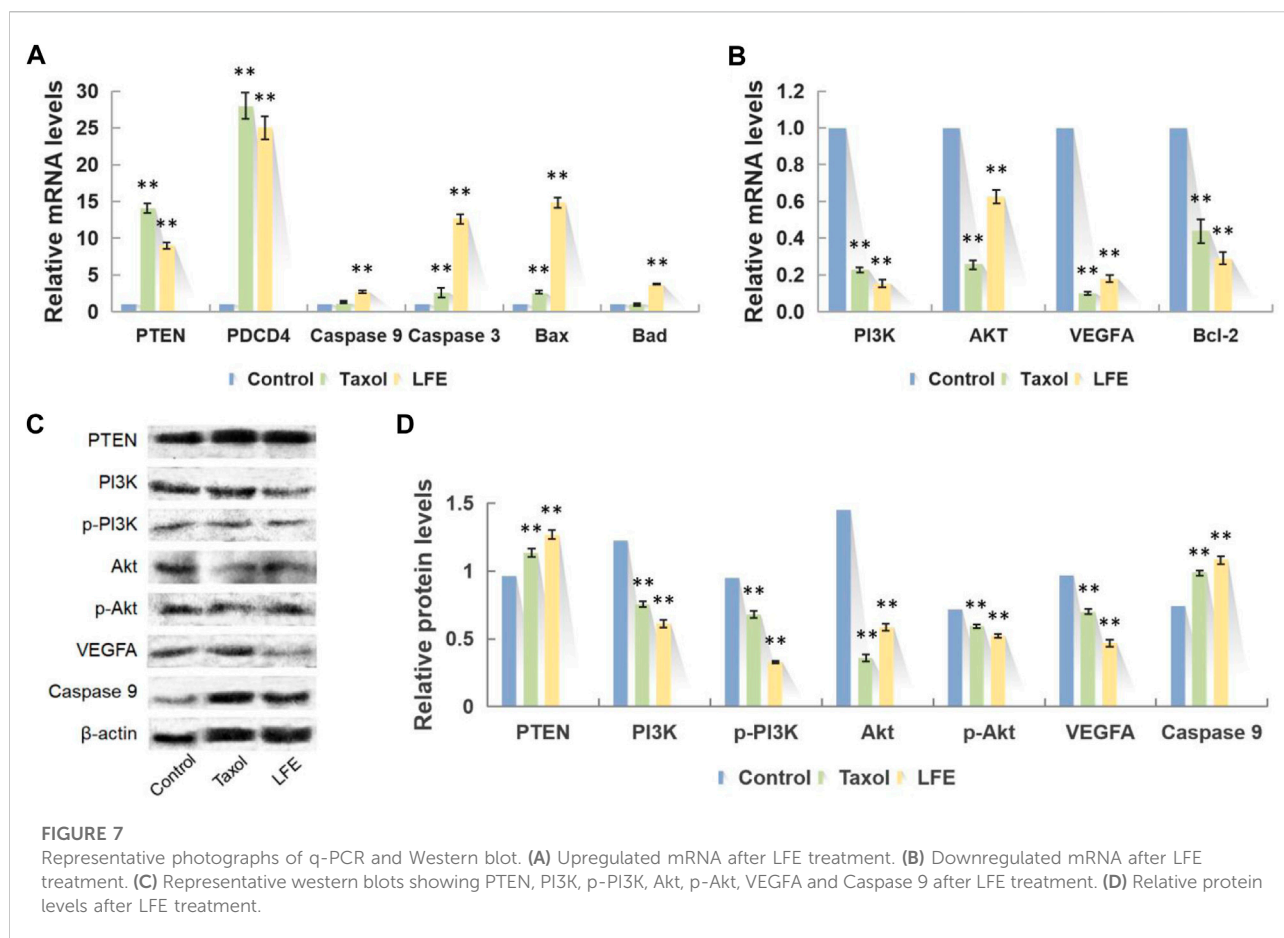 A
Relative mRNA levels
30
25
20
15
10
5
0
** ** ** ** ** ** ** ** ** **
PTEN PDCD4 Caspase 9 Caspase 3 Bax Bad
Control Taxol LFE
B
Relative mRNA levels
1.2
1.0
0.8
0.6
0.4
0.2
0.0
** ** ** ** ** ** ** **
PI3K AKT VEGFA Bcl-2
Control Taxol LFE
C
PTEN
PI3K
p-PI3K
Akt
p-Akt
VEGFA
Caspase 9
β-actin
Control Taxol LFE
D
Relative protein levels
1.5
1
0.5
0
** ** ** ** ** ** ** ** ** ** ** ** ** **
PTEN PI3K p-PI3K Akt p-Akt VEGFA Caspase 9
Control Taxol LFE
FIGURE 7
Representative photographs of q-PCR and Western blot. (A) Upregulated mRNA after LFE treatment. (B) Downregulated mRNA after LFE
treatment. (C) Representative western blots showing PTEN, PI3K, p-PI3K, Akt, p-Akt, VEGFA and Caspase 9 after LFE treatment. (D) Relative protein
levels after LFE treatment.